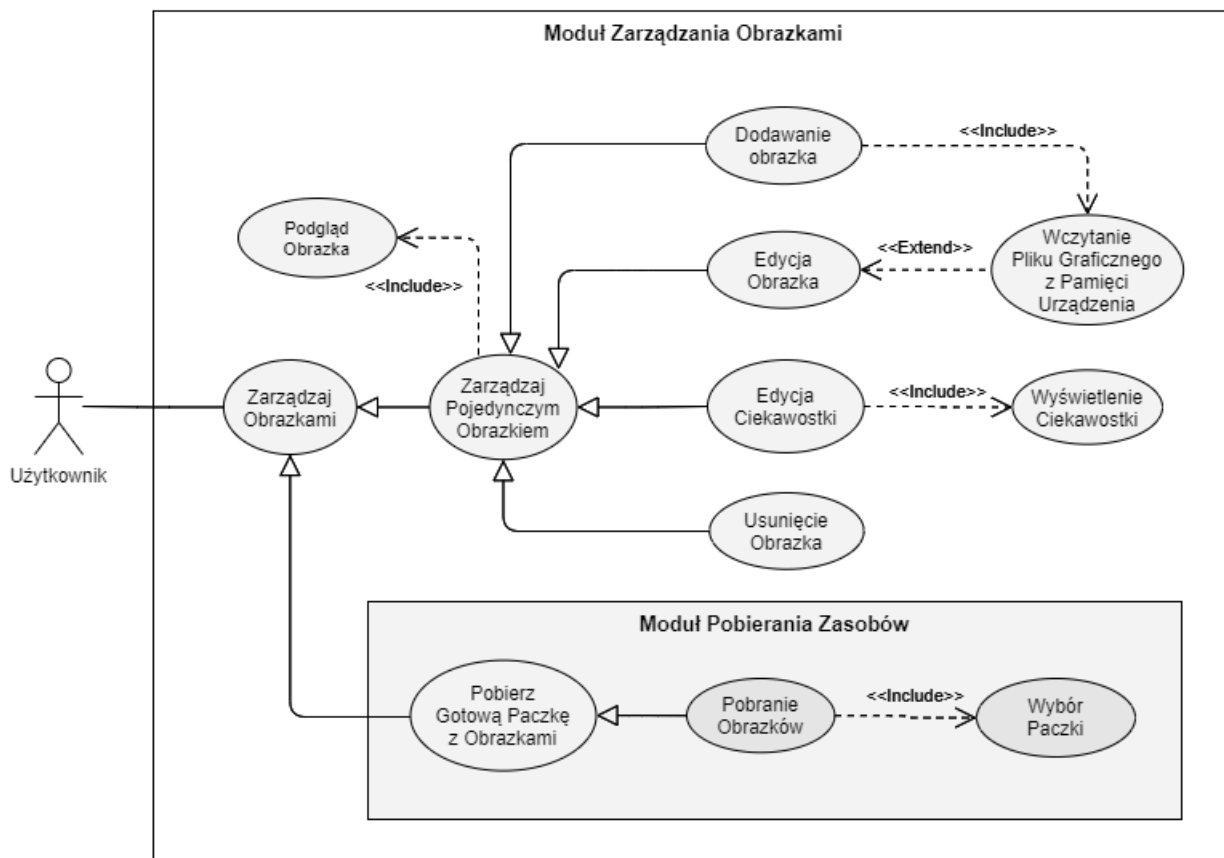 Moduł Zarządzania Obrazkami
Dodawanie
obrazka
<<Include>>
Podgląd
Obrazka
<<Include>>
Edycja
Obrazka
<<Extend>>
Wczytanie
Pliku Graficznego
z Pamięci
Urządzenia
Użytkownik
Zarządzaj
Obrazkami
Zarządzaj
Pojedynczym
Obrazkiem
Edycja
Ciekawostki
<<Include>>
Wyświetlenie
Ciekawostki
Usunięcie
Obrazka
Moduł Pobierania Zasobów
Pobierz
Gotową Paczkę
z Obrazkami
Pobranie
Obrazków
<<Include>>
Wybór
Paczki